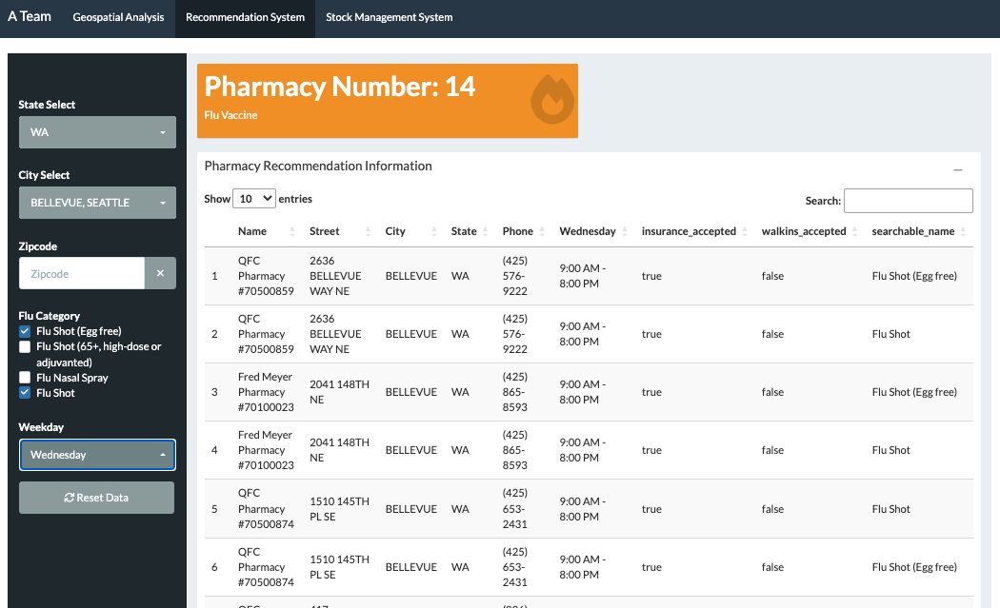 A Team Geospatial Analysis Recommendation System Stock Management System
State Select
WA
City Select
BELLEVUE, SEATTLE
Zipcode
Zipcode ×
Flu Category
Flu Shot (Egg free)
Flu Shot (65+, high-dose or
adjuvanted)
Flu Nasal Spray
Flu Shot
Weekday
Wednesday
Reset Data
Pharmacy Number: 14
Flu Vaccine
Pharmacy Recommendation Information
Show 10 entries Search:
Name Street City State Phone Wednesday insurance_accepted walkins_accepted searchable_name
QFC 2636 (425)
1 Pharmacy BELLEVUE BELLEVUE WA 576- 9:00 AM - true false Flu Shot (Egg free)
#70500859 WAY NE 9222 8:00 PM
QFC 2636 (425)
2 Pharmacy BELLEVUE BELLEVUE WA 576- 9:00 AM - true false Flu Shot
#70500859 WAY NE 9222 8:00 PM
Fred Meyer (425)
3 Pharmacy 2041 148TH BELLEVUE WA 865- 9:00 AM - true false Flu Shot (Egg free)
#70100023 NE 8593 8:00 PM
Fred Meyer (425)
4 Pharmacy 2041 148TH BELLEVUE WA 865- 9:00 AM - true false Flu Shot
#70100023 NE 8593 8:00 PM
QFC (425)
5 Pharmacy 1510 145TH BELLEVUE WA 653- 9:00 AM - true false Flu Shot
#70500874 PL SE 2431 8:00 PM
QFC (425)
6 Pharmacy 1510 145TH BELLEVUE WA 653- 9:00 AM - true false Flu Shot (Egg free)
#70500874 PL SE 2431 8:00 PM